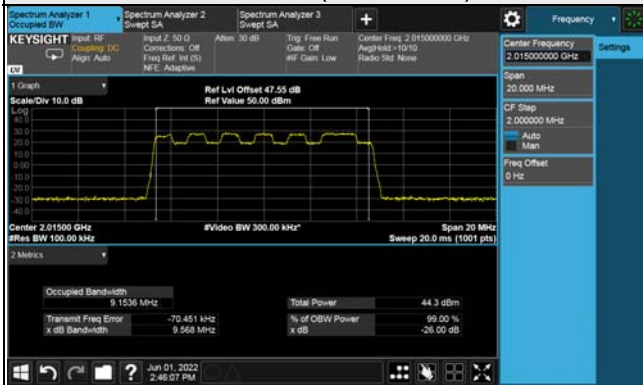 Spectrum Analyzer 1
Occupied BW
Spectrum Analyzer 2
Swept SA
Spectrum Analyzer 3
Swept SA
+
Frequency
KEYSIGHT
Input: RF
Coupling: DC
Align: Auto
Input Z: 50 Ω
Corrections: Off
Freq Ref: Int (S)
NFE: Adaptive
Atten: 30 dB
Trig: Free Run
Gate: Off
#IF Gain: Low
Center Freq: 2.015000000 GHz
Avg|Hold:>10/10
Radio Std: None
LXI
Center Frequency
2.015000000 GHz
Settings
Span
20.000 MHz
CF Step
2.000000 MHz
Auto
Man
Freq Offset
0 Hz
1 Graph
Scale/Div 10.0 dB
Ref Lvl Offset 47.55 dB
Ref Value 50.00 dBm
Log
40.0
30.0
20.0
10.0
0.00
-10.0
-20.0
-30.0
-40.0
Center 2.01500 GHz
#Res BW 100.00 kHz
#Video BW 300.00 kHz*
Span 20 MHz
Sweep 20.0 ms (1001 pts)
2 Metrics
Occupied Bandwidth
9.1536 MHz
Total Power
44.3 dBm
Transmit Freq Error
-70.451 kHz
% of OBW Power
99.00 %
x dB Bandwidth
9.568 MHz
x dB
-26.00 dB
?
Jun 01, 2022
2:46:07 PM